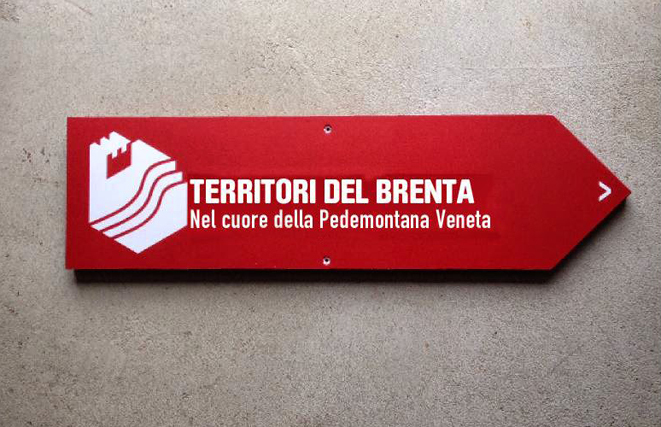 TERRITORI DEL BRENTA
Nel cuore della Pedemontana Veneta